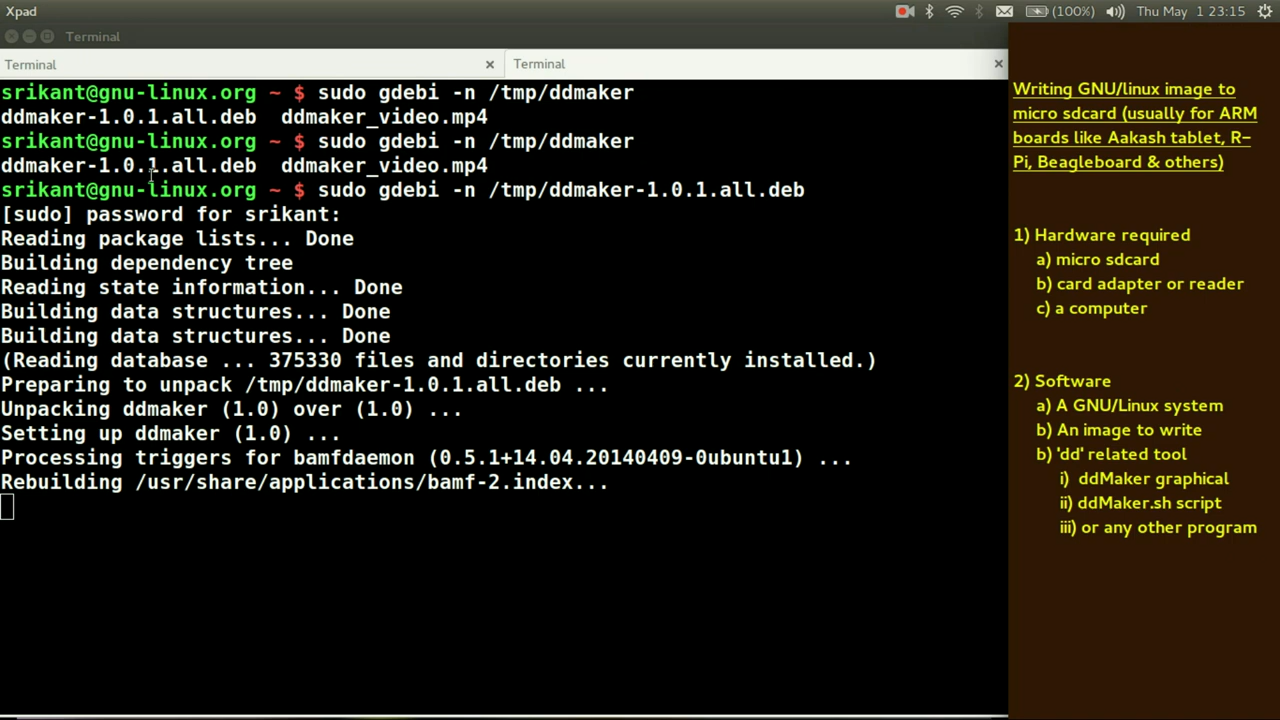 Xpad
(100%)
Thu May 1 23:15
Terminal
Terminal
Terminal
srikant@gnu-linux.org ~ $ sudo gdebi -n /tmp/ddmaker
ddmaker-1.0.1.all.deb ddmaker_video.mp4
srikant@gnu-linux.org ~ $ sudo gdebi -n /tmp/ddmaker
ddmaker-1.0.1.all.deb ddmaker_video.mp4
srikant@gnu-linux.org ~ $ sudo gdebi -n /tmp/ddmaker-1.0.1.all.deb
[sudo] password for srikant:
Reading package lists... Done
Building dependency tree
Reading state information... Done
Building data structures... Done
Building data structures... Done
(Reading database ... 375330 files and directories currently installed.)
Preparing to unpack /tmp/ddmaker-1.0.1.all.deb ...
Unpacking ddmaker (1.0) over (1.0) ...
Setting up ddmaker (1.0) ...
Processing triggers for bamfdaemon (0.5.1+14.04.20140409-0ubuntu1) ...
Rebuilding /usr/share/applications/bamf-2.index...
Writing GNU/linux image to
micro sdcard (usually for ARM
boards like Aakash tablet, R-
Pi, Beagleboard & others)
1) Hardware required
a) micro sdcard
b) card adapter or reader
c) a computer
2) Software
a) A GNU/Linux system
b) An image to write
b) 'dd' related tool
i) ddMaker graphical
ii) ddMaker.sh script
iii) or any other program